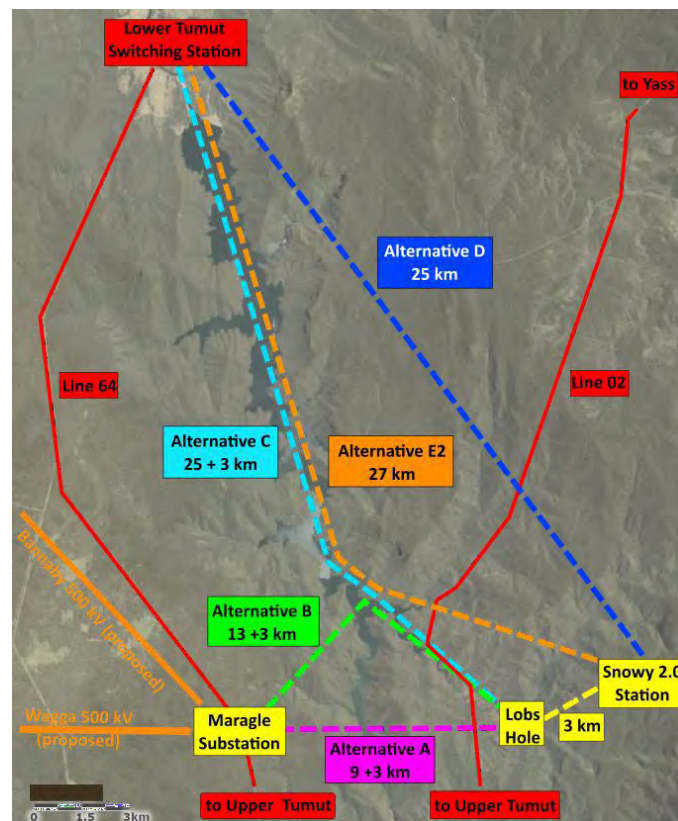 Lower Tumut
Switching Station
to Yass
Alternative D
25 km
Line 64
Line 02
Alternative C
25 + 3 km
Alternative E2
27 km
Bannaby 500 kV (proposed)
Alternative B
13 +3 km
Snowy 2.0
Station
Wagga 500 kV
(proposed)
Maragle
Substation
Lobs
Hole
3 km
Alternative A
9 +3 km
to Upper Tumut
to Upper Tumut
0 1.5 3km